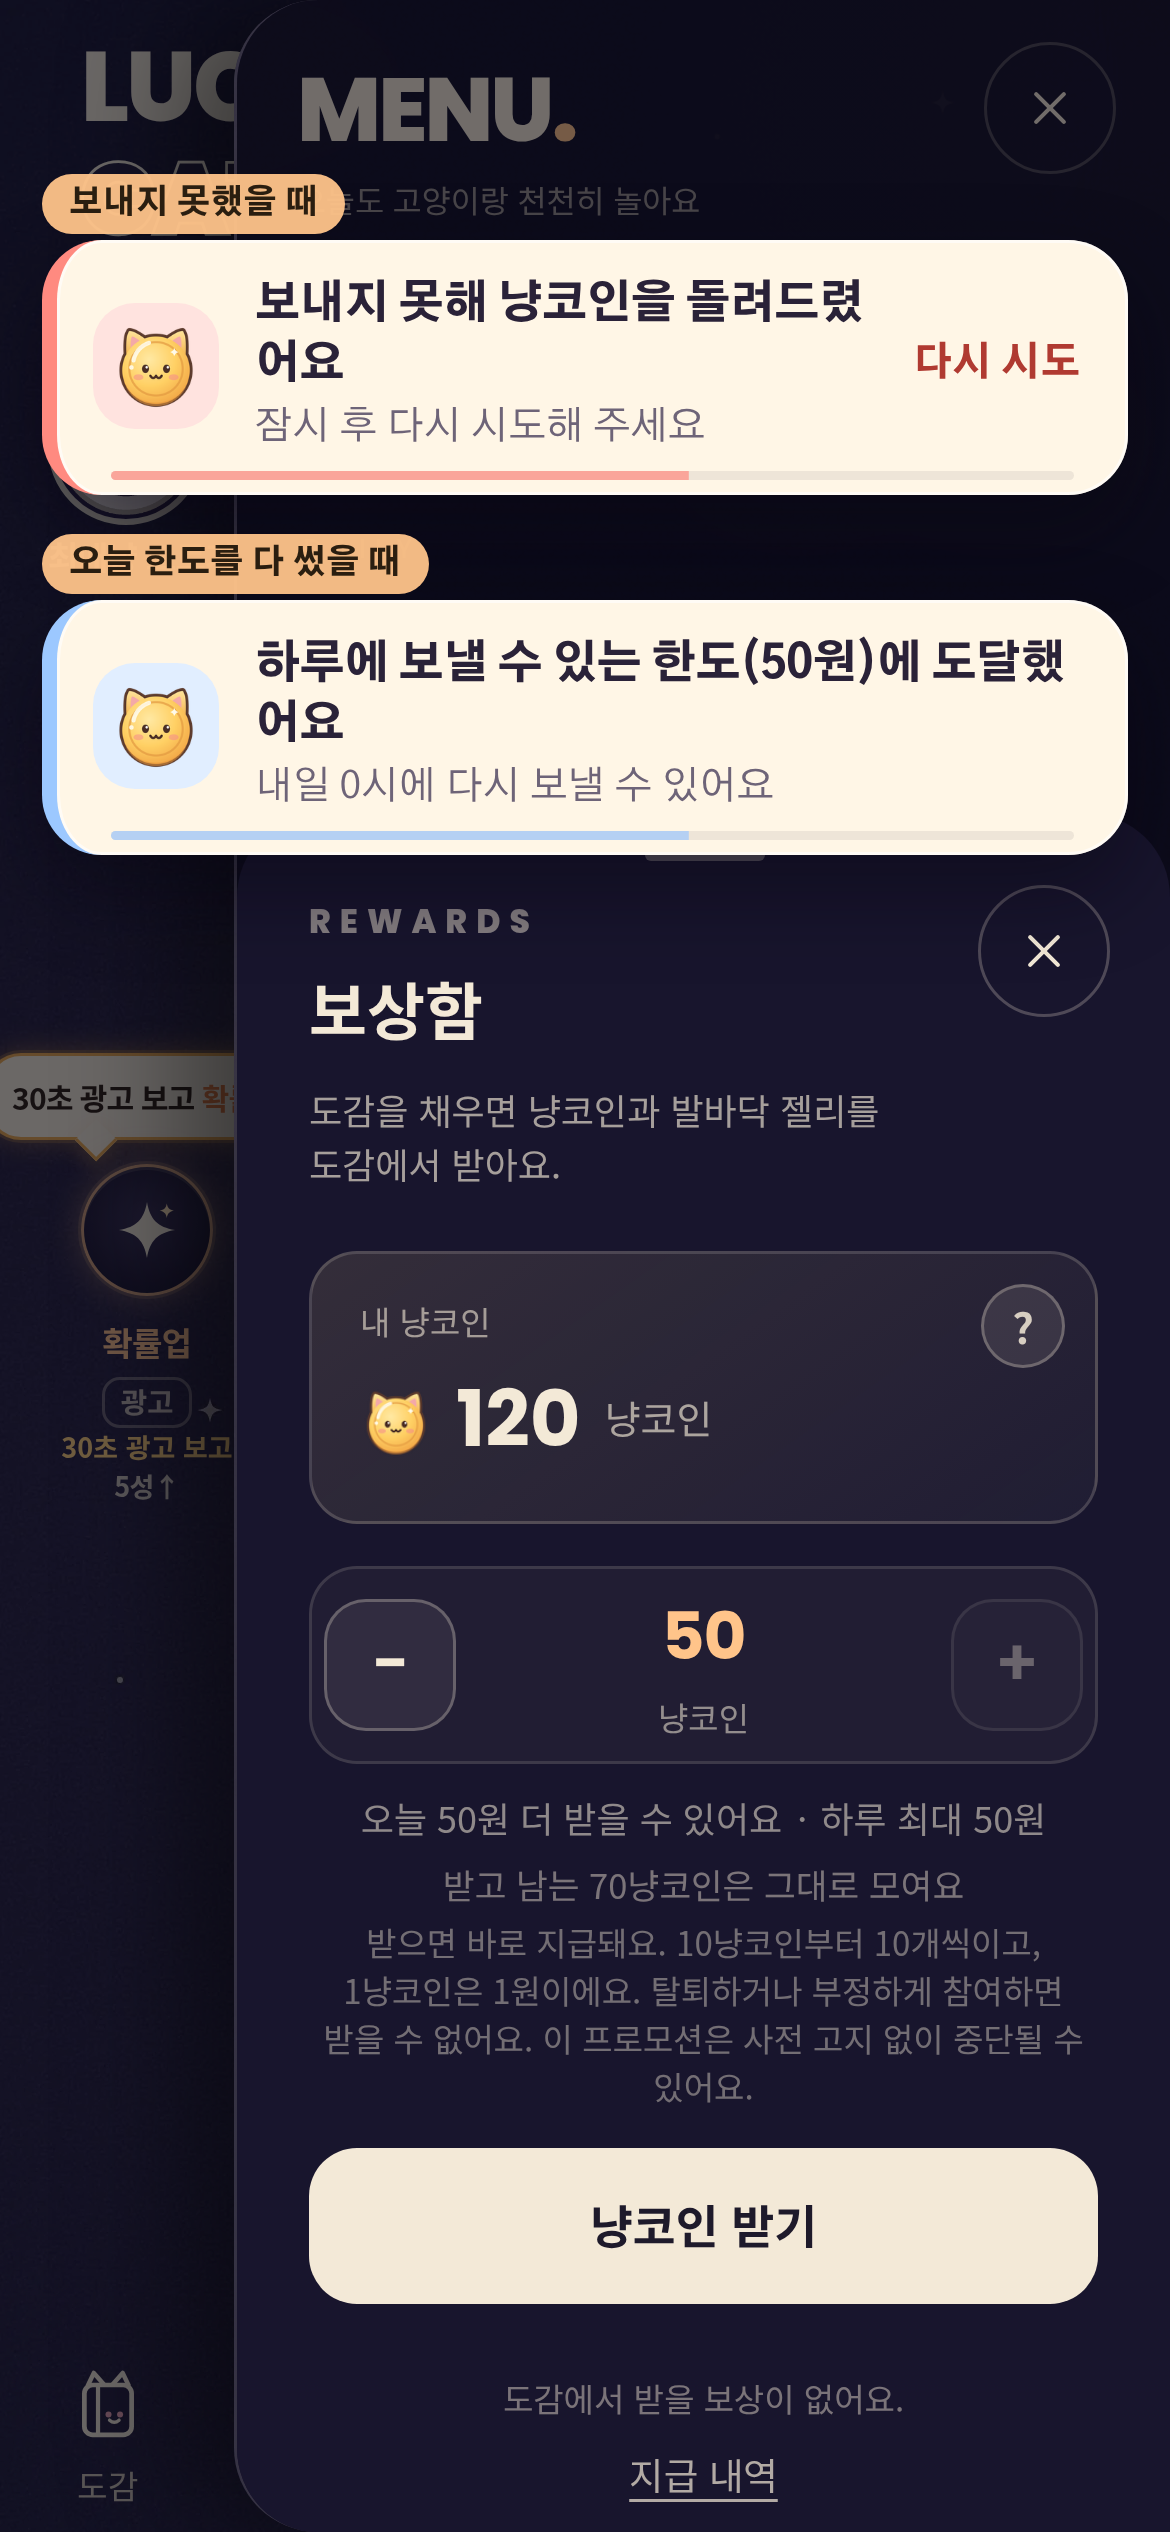 LUC
MENU.
늘도 고양이랑 천천히 놀아요
보내지 못했을 때
보내지 못해 냥코인을 돌려드렸
어요
다시 시도
잠시 후 다시 시도해 주세요
오늘 한도를 다 썼을 때
하루에 보낼 수 있는 한도(50원)에 도달했
어요
내일 0시에 다시 보낼 수 있어요
REWARDS
보상함
도감을 채우면 냥코인과 발바닥 젤리를
도감에서 받아요.
30초 광고 보고 확
내 냥코인
?
120 냥코인
확률업
광고
30초 광고 보고
5성↑
− 50 +
냥코인
오늘 50원 더 받을 수 있어요 · 하루 최대 50원
받고 남는 70냥코인은 그대로 모여요
받으면 바로 지급돼요. 10냥코인부터 10개씩이고,
1냥코인은 1원이에요. 탈퇴하거나 부정하게 참여하면
받을 수 없어요. 이 프로모션은 사전 고지 없이 중단될 수
있어요.
냥코인 받기
도감에서 받을 보상이 없어요.
지급 내역
도감